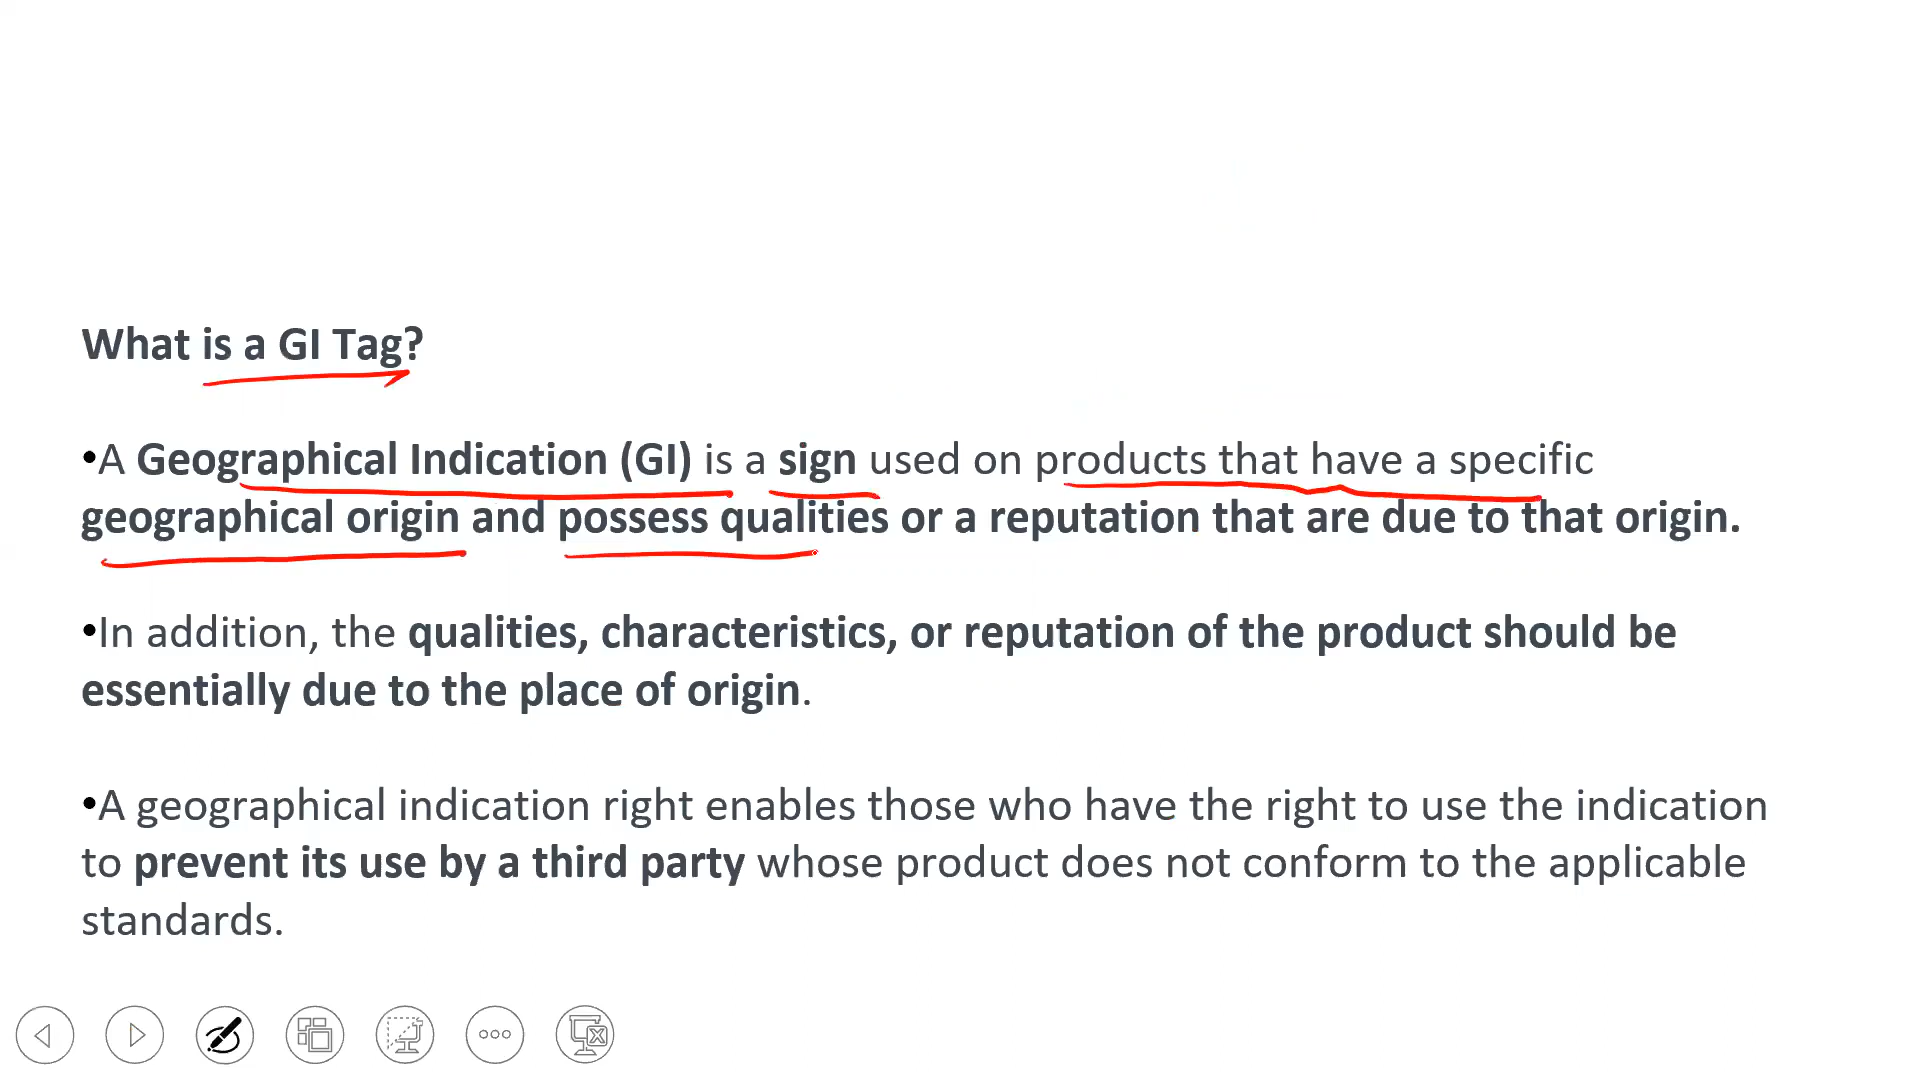 What is a GI Tag?
•A Geographical Indication (GI) is a sign used on products that have a specific
geographical origin and possess qualities or a reputation that are due to that origin.
•In addition, the qualities, characteristics, or reputation of the product should be
essentially due to the place of origin.
•A geographical indication right enables those who have the right to use the indication
to prevent its use by a third party whose product does not conform to the applicable
standards.